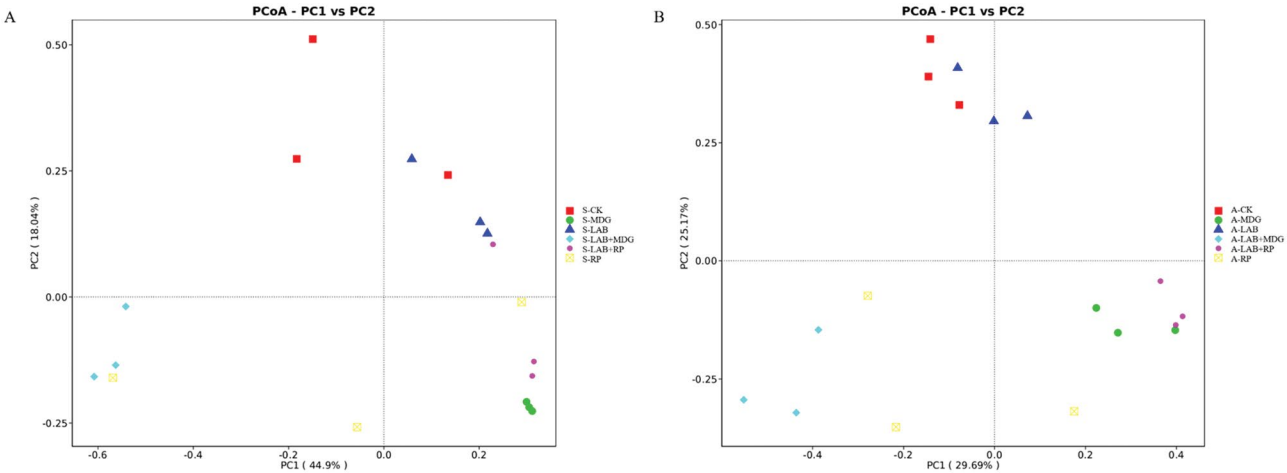 A
PCoA - PC1 vs PC2
0.50
0.25
0.00
-0.25
PC2 ( 18.04% )
-0.6
-0.4
-0.2
0.0
0.2
PC1 ( 44.9% )
S-CK
S-MDG
S-LAB
S-LAB+MDG
S-LAB+RP
S-RP
B
PCoA - PC1 vs PC2
0.50
0.25
0.00
-0.25
PC2 ( 25.17% )
-0.4
-0.2
0.0
0.2
0.4
PC1 ( 29.69% )
A-CK
A-MDG
A-LAB
A-LAB+MDG
A-LAB+RP
A-RP